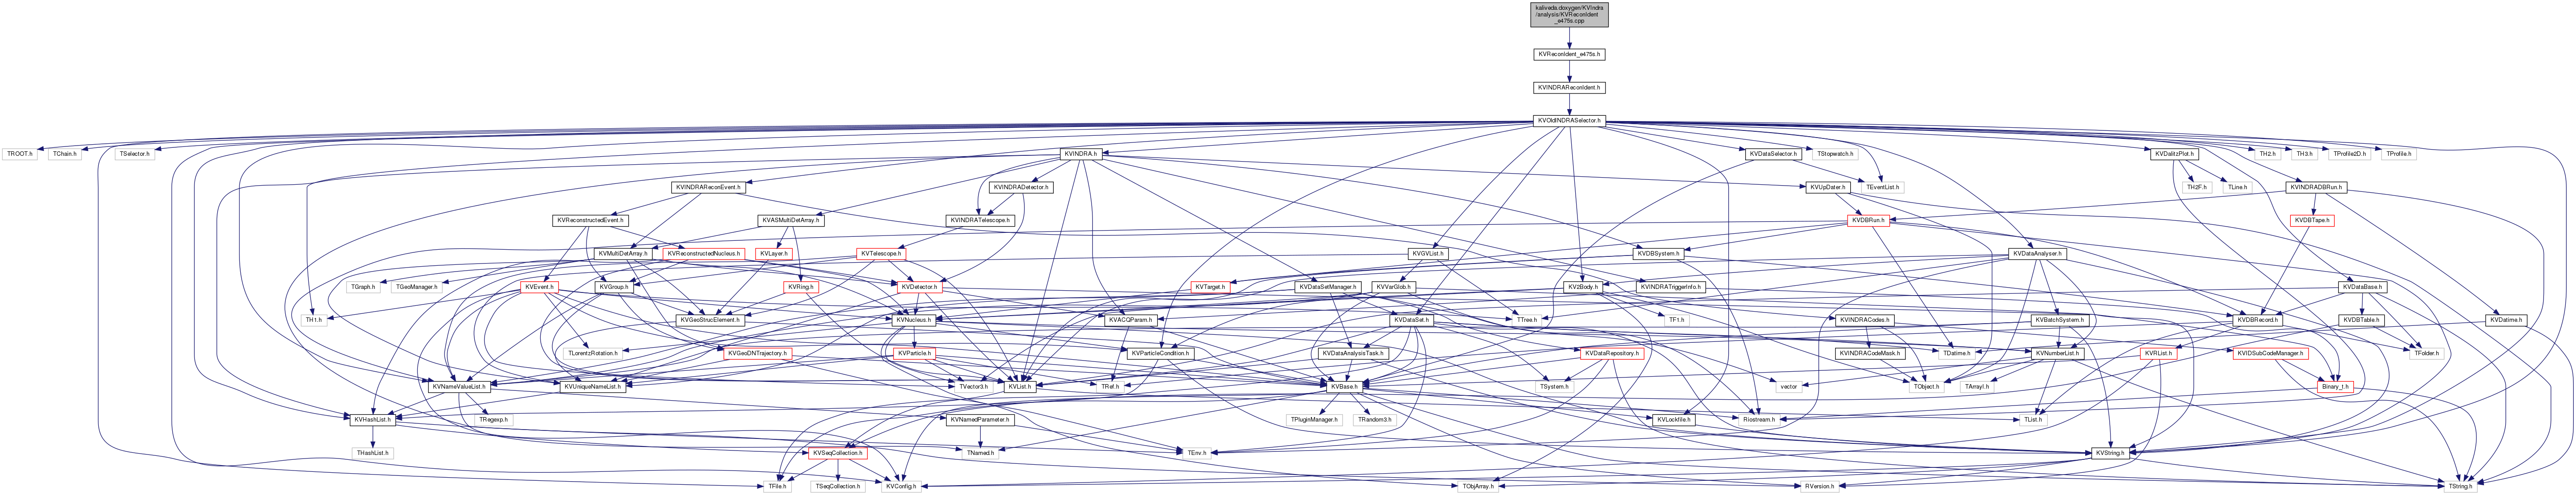 kaliveda.doxygen/KVIndra
/analysis/KVReconIdent
_e475s.cpp
KVReconIdent_e475s.h
KVINDRAReconIdent.h
KVOldINDRASelector.h
TROOT.h
TChain.h
TSelector.h
KVINDRA.h
KVDataSelector.h
TStopwatch.h
KVDalitzPlot.h
TH2.h
TH3.h
TProfile2D.h
TProfile.h
KVINDRAReconEvent.h
KVINDRADetector.h
KVUpDater.h
TEventList.h
TH2F.h
TLine.h
KVINDRADBRun.h
KVReconstructedEvent.h
KVASMultiDetArray.h
KVINDRATelescope.h
KVDBRun.h
KVDBTape.h
KVMultiDetArray.h
KVReconstructedNucleus.h
KVLayer.h
KVTelescope.h
KVGVList.h
KVDBSystem.h
KVDataAnalyser.h
TGraph.h
TGeoManager.h
KVEvent.h
KVGroup.h
KVRing.h
KVDetector.h
KVTarget.h
KVDataSetManager.h
KVVarGlob.h
KV2Body.h
KVINDRATriggerInfo.h
KVDataBase.h
TH1.h
KVGeoStrucElement.h
KVNucleus.h
KVACQParam.h
TTree.h
KVDataSet.h
TF1.h
KVINDRACodes.h
KVBatchSystem.h
KVDBRecord.h
KVDBTable.h
KVDatime.h
TLorentzRotation.h
KVGeoDNTrajectory.h
KVParticle.h
KVParticleCondition.h
KVDataAnalysisTask.h
KVDataRepository.h
KVINDRACodeMask.h
TDatime.h
KVNumberList.h
KVRList.h
KVIDSubCodeManager.h
TFolder.h
KVNameValueList.h
KVUniqueNameList.h
TVector3.h
KVList.h
TRef.h
KVBase.h
TSystem.h
vector
TObject.h
TArrayI.h
Binary_t.h
KVHashList.h
TRegexp.h
KVNamedParameter.h
TPluginManager.h
TRandom3.h
KVLockfile.h
Riostream.h
TList.h
THashList.h
KVSeqCollection.h
TNamed.h
TEnv.h
KVString.h
TFile.h
TSeqCollection.h
KVConfig.h
TObjArray.h
RVersion.h
TString.h